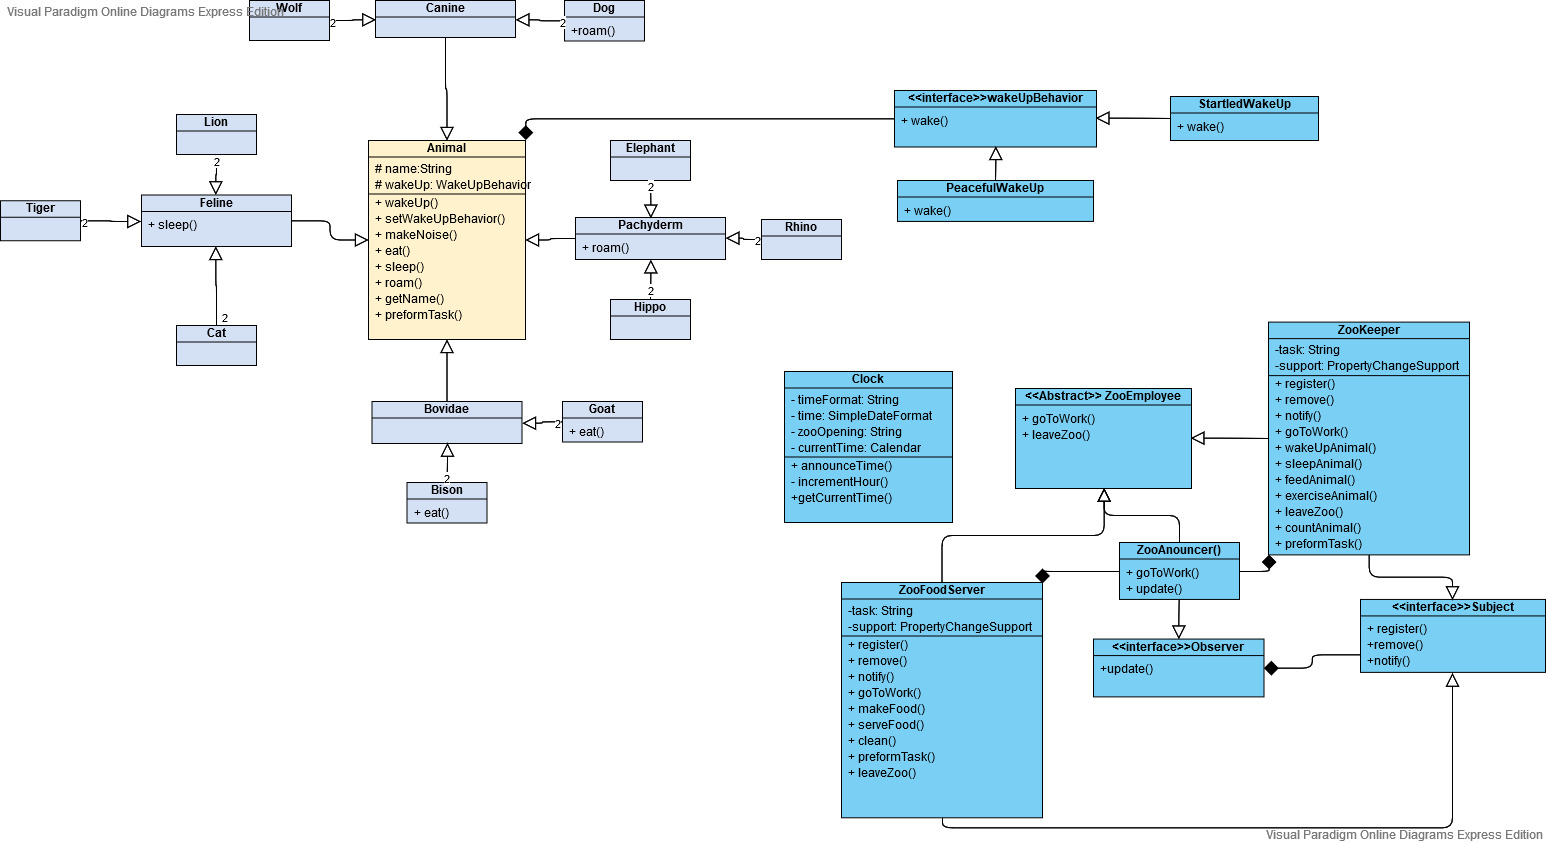 Visual Paradigm Online Diagrams Express Edition
Wolf
2
Canine
2
Dog
+roam()
<<interface>>wakeUpBehavior
+ wake()
StartledWakeUp
+ wake()
PeacefulWakeUp
+ wake()
Lion
2
Tiger
2
Feline
+ sleep()
2
Cat
Animal
# name:String
# wakeUp: WakeUpBehavior
+ wakeUp()
+ setWakeUpBehavior()
+ makeNoise()
+ eat()
+ sleep()
+ roam()
+ getName()
+ preformTask()
Elephant
2
Pachyderm
+ roam()
2
Rhino
2
Hippo
Bovidae
2
Goat
+ eat()
2
Bison
+ eat()
Clock
- timeFormat: String
- time: SimpleDateFormat
- zooOpening: String
- currentTime: Calendar
+ announceTime()
- incrementHour()
+getCurrentTime()
<<Abstract>> ZooEmployee
+ goToWork()
+ leaveZoo()
ZooKeeper
-task: String
-support: PropertyChangeSupport
+ register()
+ remove()
+ notify()
+ goToWork()
+ wakeUpAnimal()
+ sleepAnimal()
+ feedAnimal()
+ exerciseAnimal()
+ leaveZoo()
+ countAnimal()
+ preformTask()
ZooAnouncer()
+ goToWork()
+ update()
ZooFoodServer
-task: String
-support: PropertyChangeSupport
+ register()
+ remove()
+ notify()
+ goToWork()
+ makeFood()
+ serveFood()
+ clean()
+ preformTask()
+ leaveZoo()
<<interface>>Observer
+update()
<<interface>>Subject
+ register()
+remove()
+notify()
Visual Paradigm Online Diagrams Express Edition